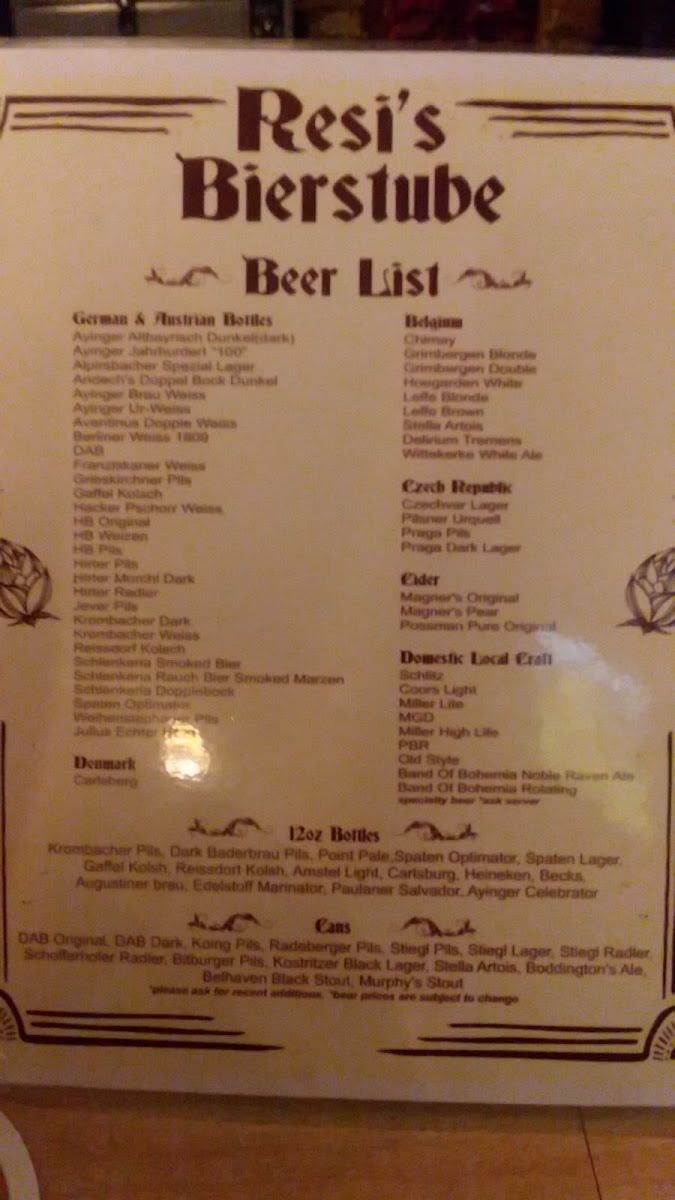 Resi's
Bierstube
Beer List
German & Austrian Bottles
Ayinger Altbayrisch Dunkel(dark)
Ayinger Jahrhundert "100"
Alpirsbacher Spezial Lager
Andech's Doppel Bock Dunkel
Ayinger Brau Weiss
Ayinger Ur-Weiss
Aventinus Dopple Weiss
Berliner Weiss 1809
DAB
Franziskaner Weiss
Grieskirchner Pils
Gaffel Kolsch
Hacker Pschorr Weiss
HB Original
HB Weizen
HB Pils
Hirter Pils
Hirter Morchl Dark
Hirter Radler
Jever Pils
Krombacher Dark
Krombacher Weiss
Reissdorf Kolsch
Schlenkerla Smoked Bier
Schlenkerla Rauch Bier Smoked Marzen
Schlenkerla Dopplebock
Spaten Optimator
Weihenstephaner Pils
Julius Echter
Denmark
Carlsberg
Belgium
Chimay
Grimbergen Blonde
Grimbergen Double
Hoegarden White
Leffe Blonde
Leffe Brown
Stella Artois
Delirium Tremens
Wittekerke White Ale
Czech Republic
Czechvar Lager
Pilsner Urquell
Praga Pils
Praga Dark Lager
Cider
Magner's Original
Magner's Pear
Possman Pure Original
Domestic Local Craft
Schlitz
Coors Light
Miller Lite
MGD
Miller High Life
PBR
Old Style
Band Of Bohemia Noble Raven Ale
Band Of Bohemia Rotating
specialty beer *ask server
12oz Bottles
Krombacher Pils, Dark Baderbrau Pils, Point Pale,Spaten Optimator, Spaten Lager,
Gaffel Kolsh, Reissdorf Kolsh, Amstel Light, Carlsburg, Heineken, Becks,
Augustiner brau, Edelstoff Marinator, Paulaner Salvador, Ayinger Celebrator
Cans
DAB Original, DAB Dark, Koing Pils, Radeberger Pils, Stiegl Pils, Stiegl Lager, Stiegl Radler,
Schofferhofer Radler, Bitburger Pils, Kostritzer Black Lager, Stella Artois, Boddington's Ale,
Belhaven Black Stout, Murphy's Stout
*please ask for recent additions. *beer prices are subject to change